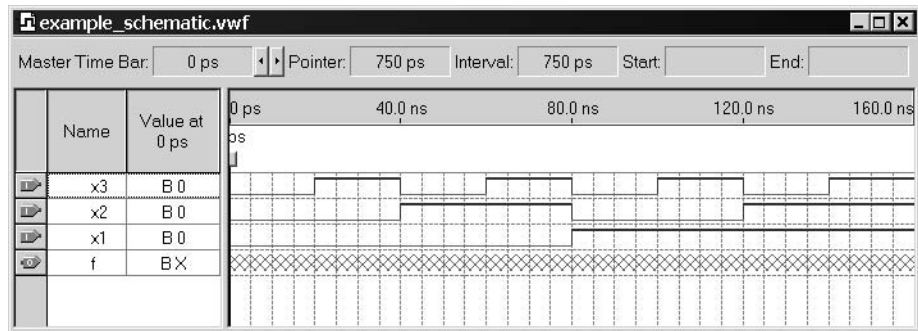 example_schematic.vwf
Master Time Bar: 0 ps Pointer: 750 ps Interval: 750 ps Start: End:
Name Value at 0 ps
0 ps 40.0 ns 80.0 ns 120.0 ns 160.0 ns
ps
x3 B 0
x2 B 0
x1 B 0
f B X